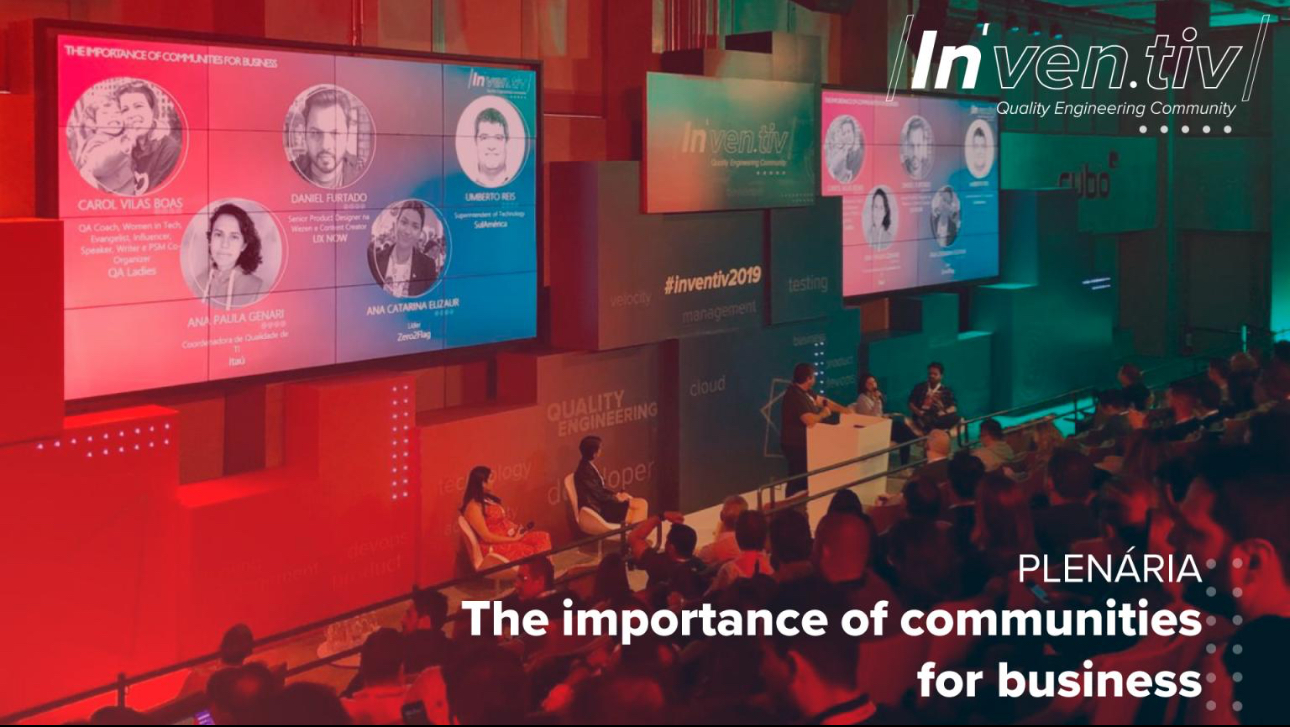 In'ven.tiv
Quality Engineering Community
THE IMPORTANCE OF COMMUNITIES FOR BUSINESS
In'ven.tiv
CAROL VILAS BOAS
QA Coach, Women in Tech,
Evangelist, Influencer,
Speaker, Writer e PSM Co-
Organizer
QA Ladies
DANIEL FURTADO
Senior Product Designer na
Wezen e Content Creator
UX NOW
UMBERTO REIS
Superintendent of Technology
SulAmérica
ANA PAULA GENARI
Coordenadora de Qualidade de
TI
Itaú
ANA CATARINA ELIZAUR
Líder
Zero2Flag
In'ven.tiv
Quality Engineering Community
cubo
#inventiv2019
velocity
testing
management
cloud
product
devops
QUALITY
ENGINEERING
technology
developer
devops
product
PLENÁRIA
The importance of communities
for business